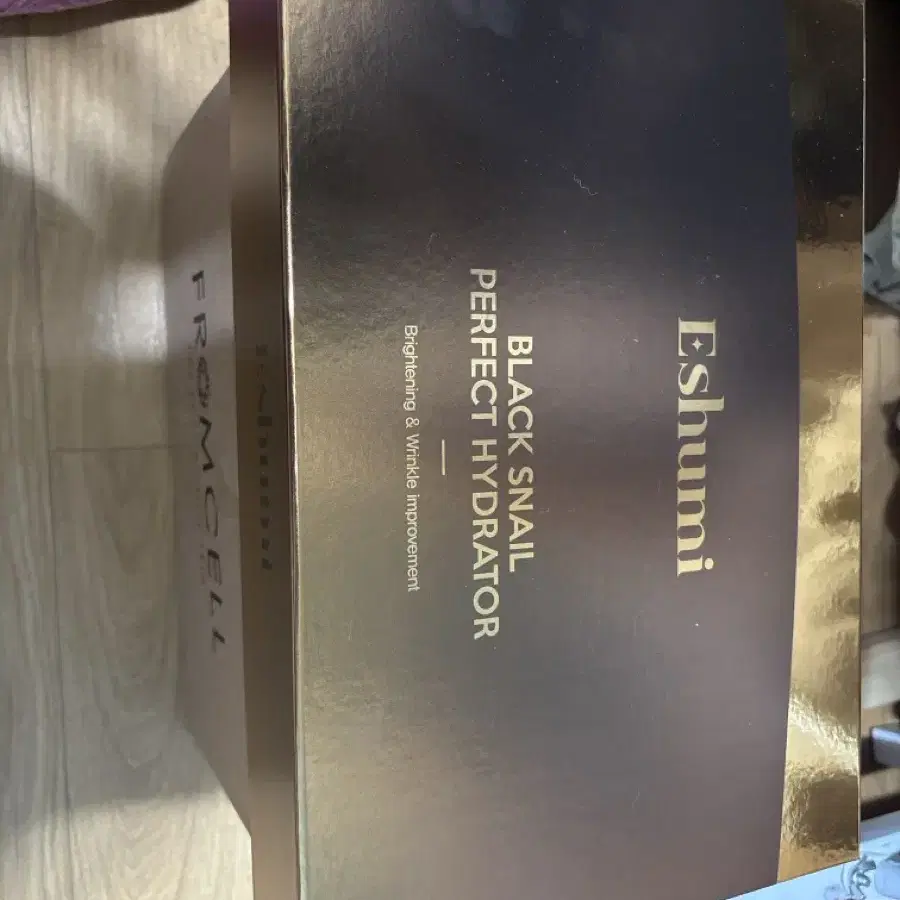 Eshumi
BLACK SNAIL
PERFECT HYDRATOR
Brightening & Wrinkle improvement
FROMCELL